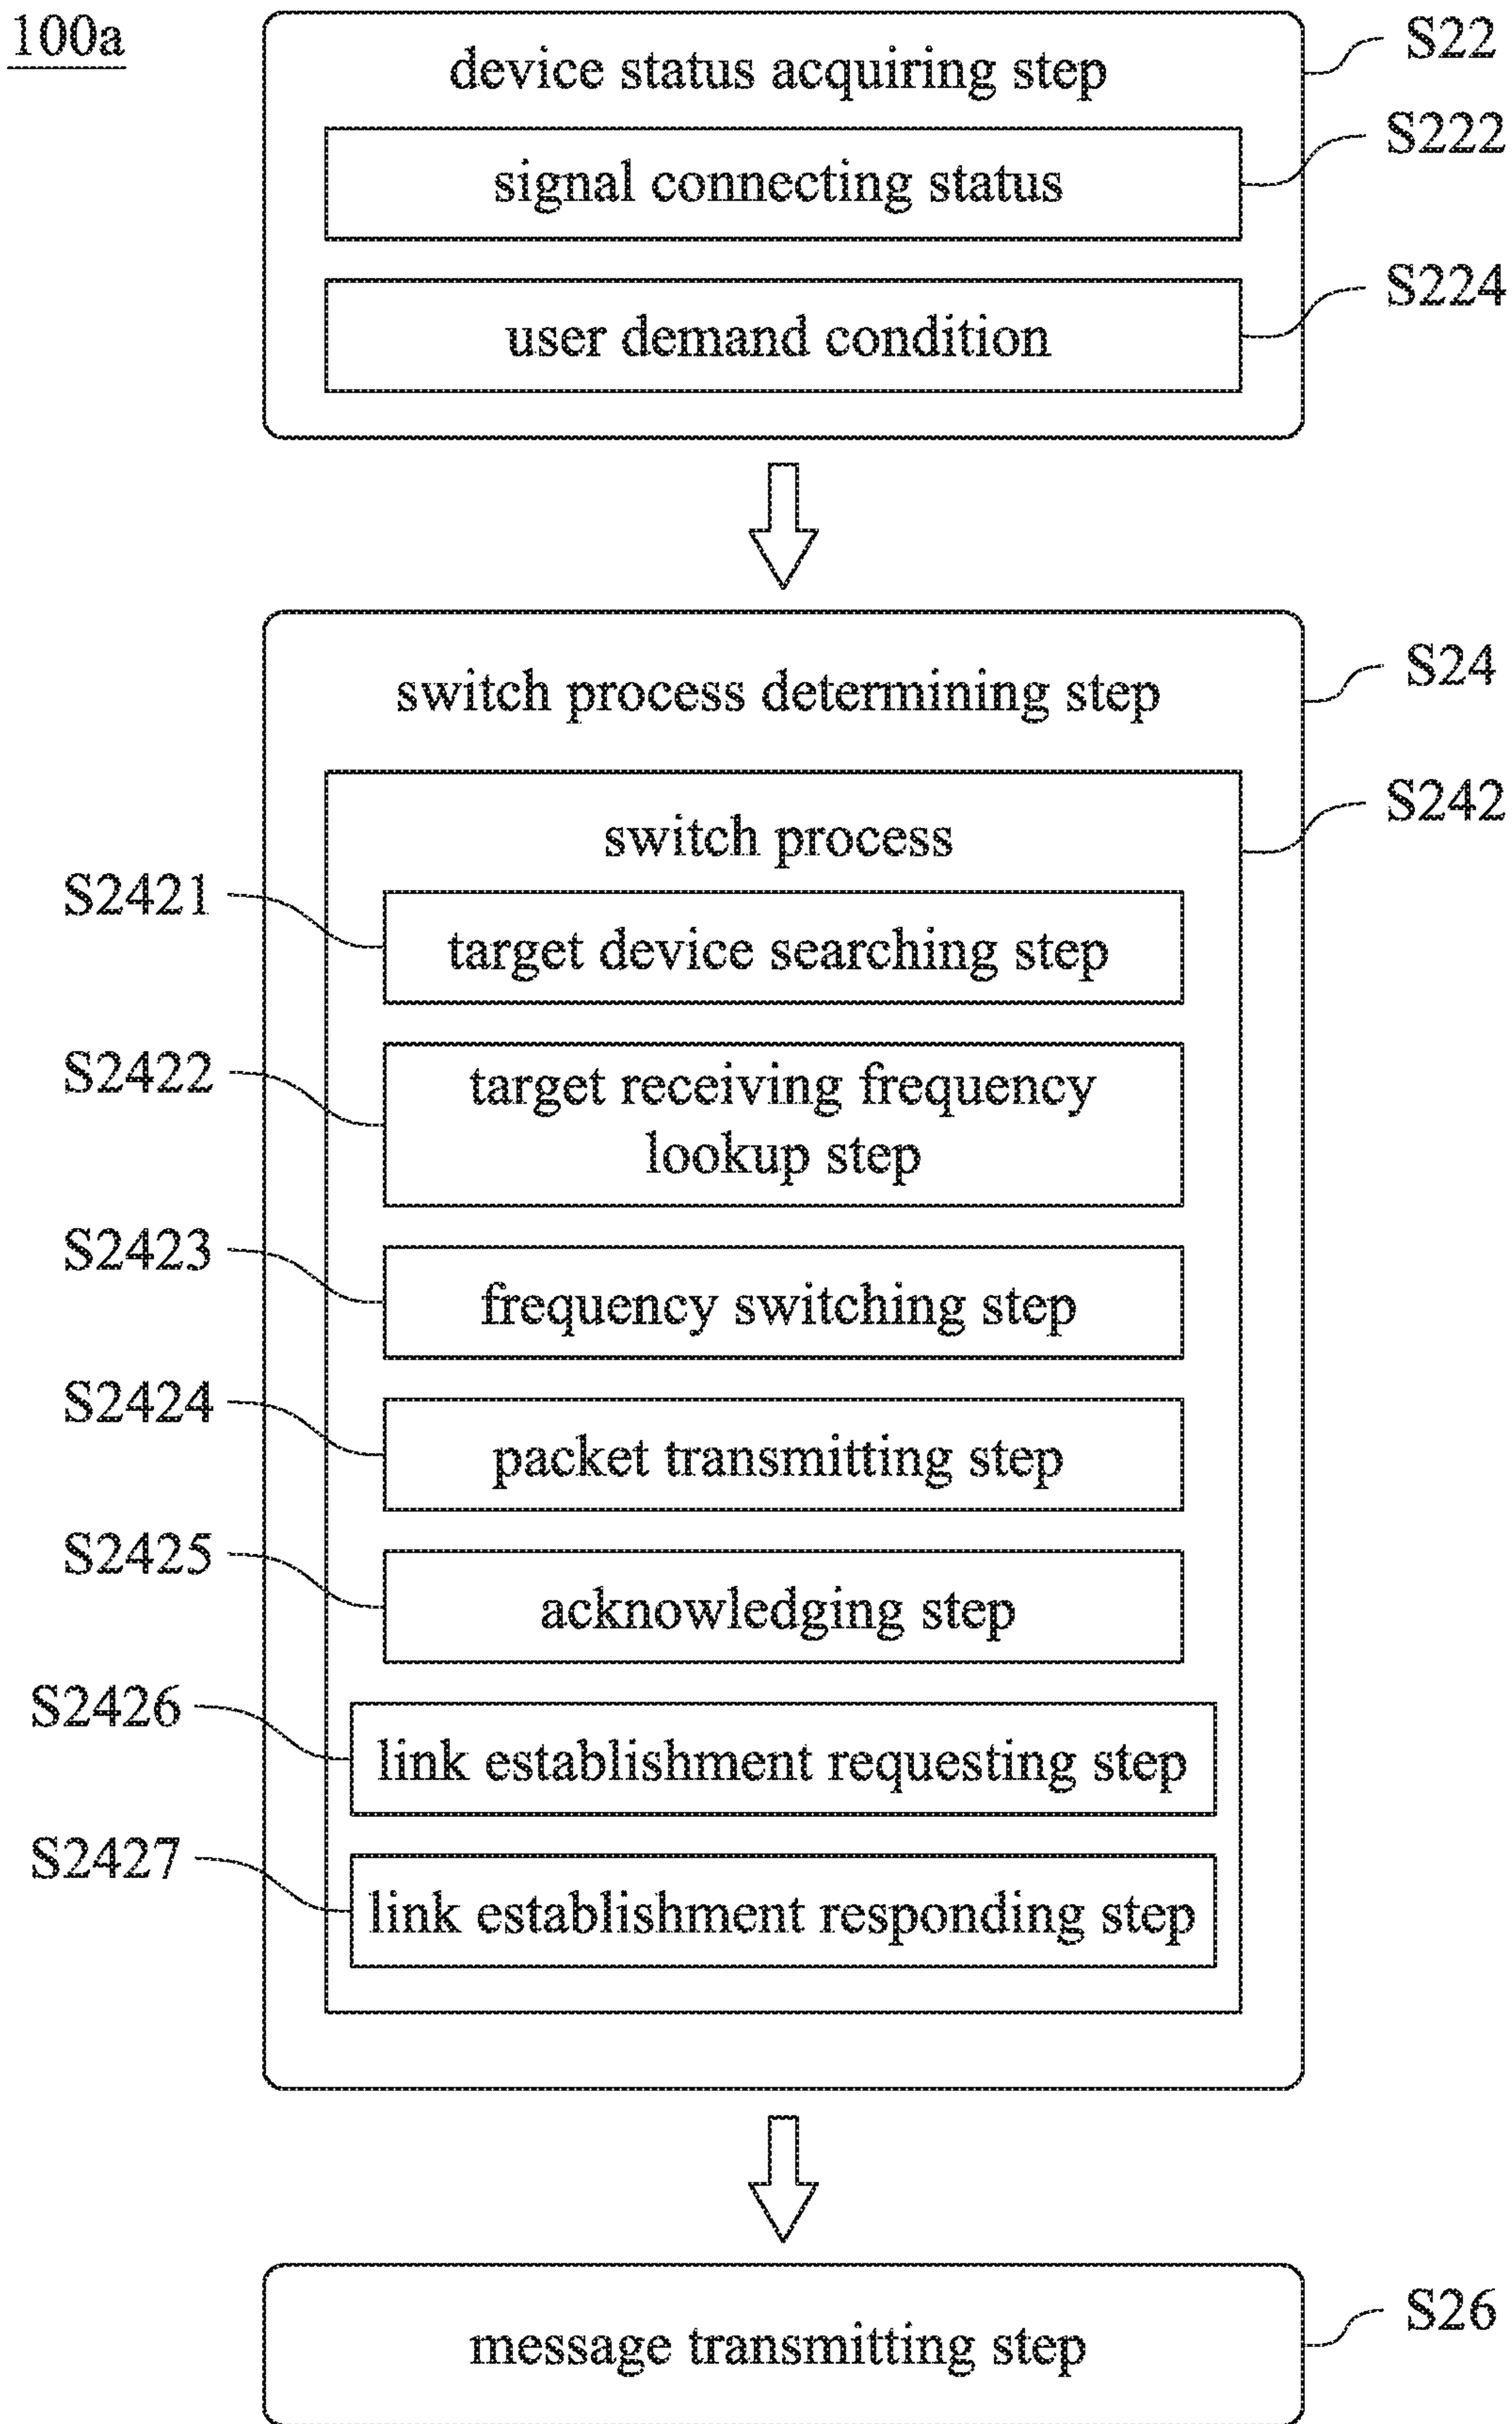 100a
device status acquiring step
S22
signal connecting status
S222
user demand condition
S224
switch process determining step
S24
switch process
S242
S2421
target device searching step
S2422
target receiving frequency
lookup step
S2423
frequency switching step
S2424
packet transmitting step
S2425
acknowledging step
S2426
link establishment requesting step
S2427
link establishment responding step
message transmitting step
S26